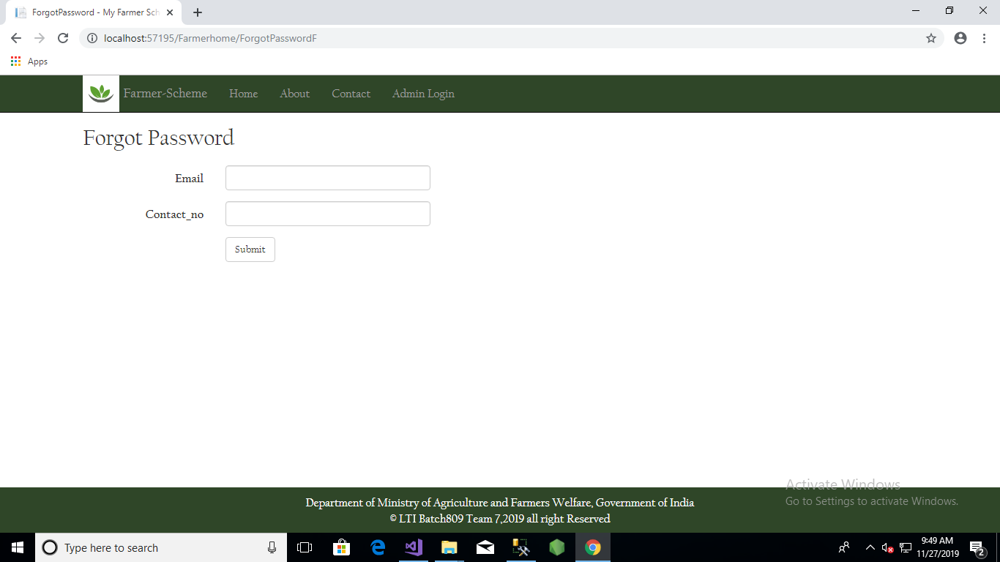 ForgotPassword - My Farmer Sch
localhost:57195/Farmerhome/ForgotPasswordF
Apps
Farmer-Scheme Home About Contact Admin Login
Forgot Password
Email
Contact_no
Submit
Activate Windows
Go to Settings to activate Windows.
Department of Ministry of Agriculture and Farmers Welfare, Government of India
© LTI Batch809 Team 7,2019 all right Reserved
Type here to search
9:49 AM
11/27/2019
2